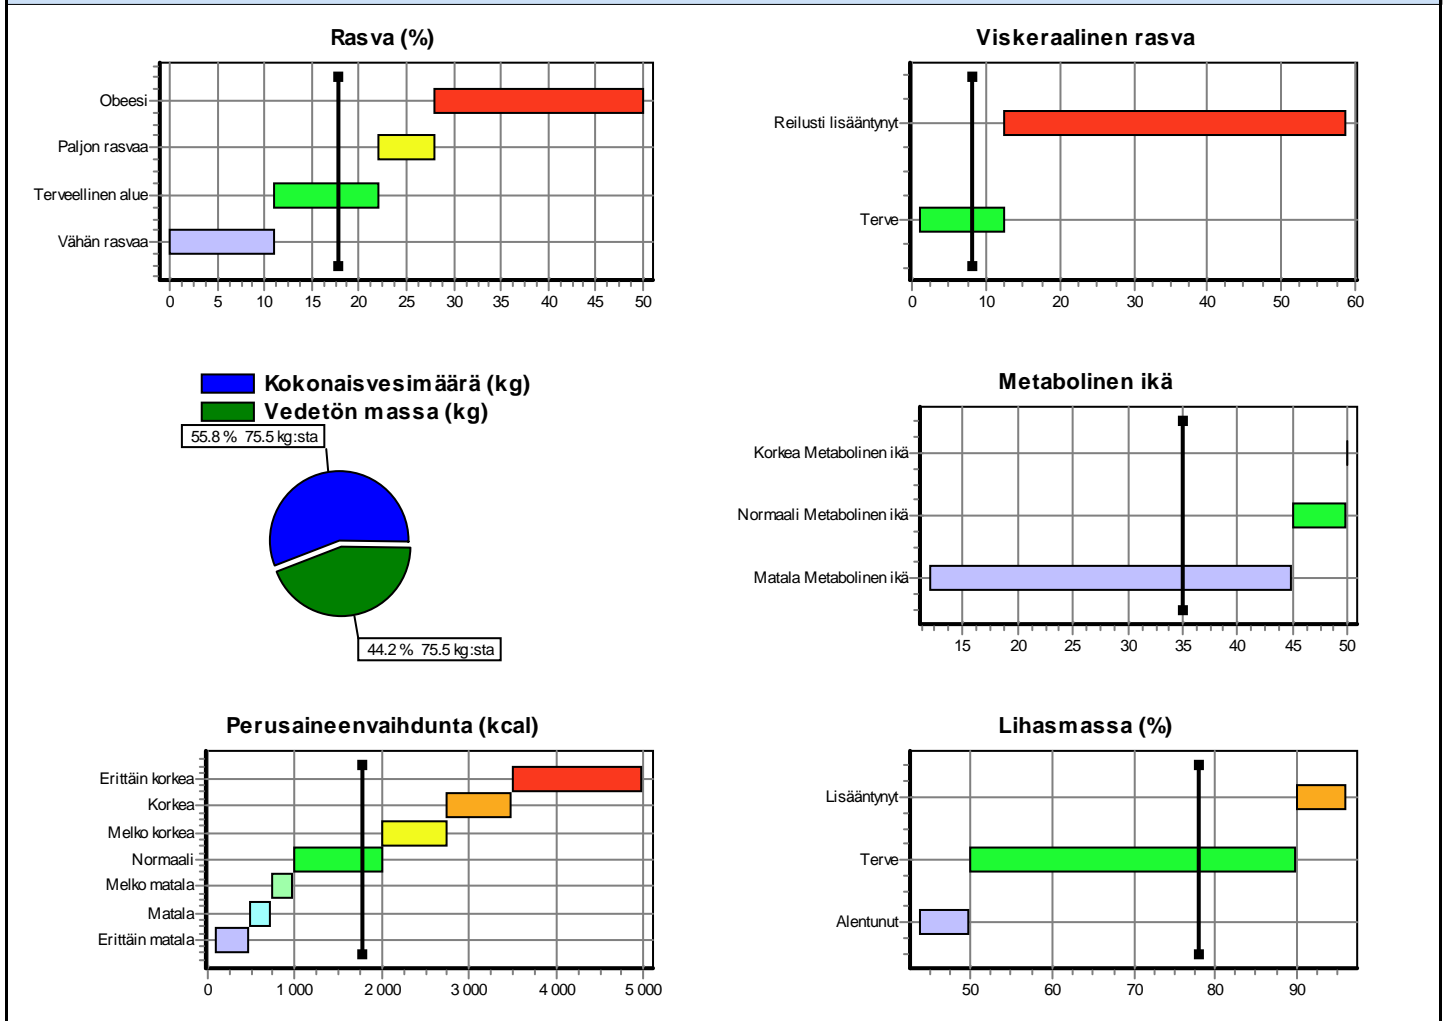 Rasva (%)
Obeesi
Paljon rasvaa
Terveellinen alue
Vähän rasvaa
0 5 10 15 20 25 30 35 40 45 50
Viskeraalinen rasva
Reilusti lisääntynyt
Terve
0 10 20 30 40 50 60
Kokonaisvesimäärä (kg)
Vedetön massa (kg)
55.8 % 75.5 kg:sta
44.2 % 75.5 kg:sta
Metabolinen ikä
Korkea Metabolinen ikä
Normaali Metabolinen ikä
Matala Metabolinen ikä
15 20 25 30 35 40 45 50
Perusaineenvaihdunta (kcal)
Erittäin korkea
Korkea
Melko korkea
Normaali
Melko matala
Matala
Erittäin matala
0 1 000 2 000 3 000 4 000 5 000
Lihasmassa (%)
Lisääntynyt
Terve
Alentunut
50 60 70 80 90